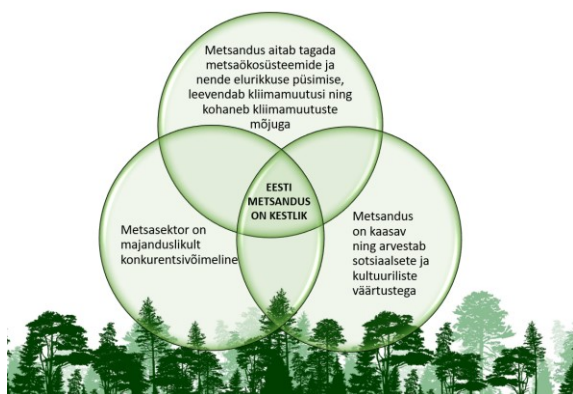 Metsandus aitab tagada
metsaökosüsteemide ja
nende elurikkuse püsimise,
leevendab kliimamuutusi ning
kohaneb kliimamuutuste
mõjuga
EESTI
METSANDUS
ON KESTLIK
Metsasektor on
majanduslikult
konkurentsivõimeline
Metsandus
on kaasav
ning arvestab
sotsiaalsete ja
kultuuriliste
väärtustega